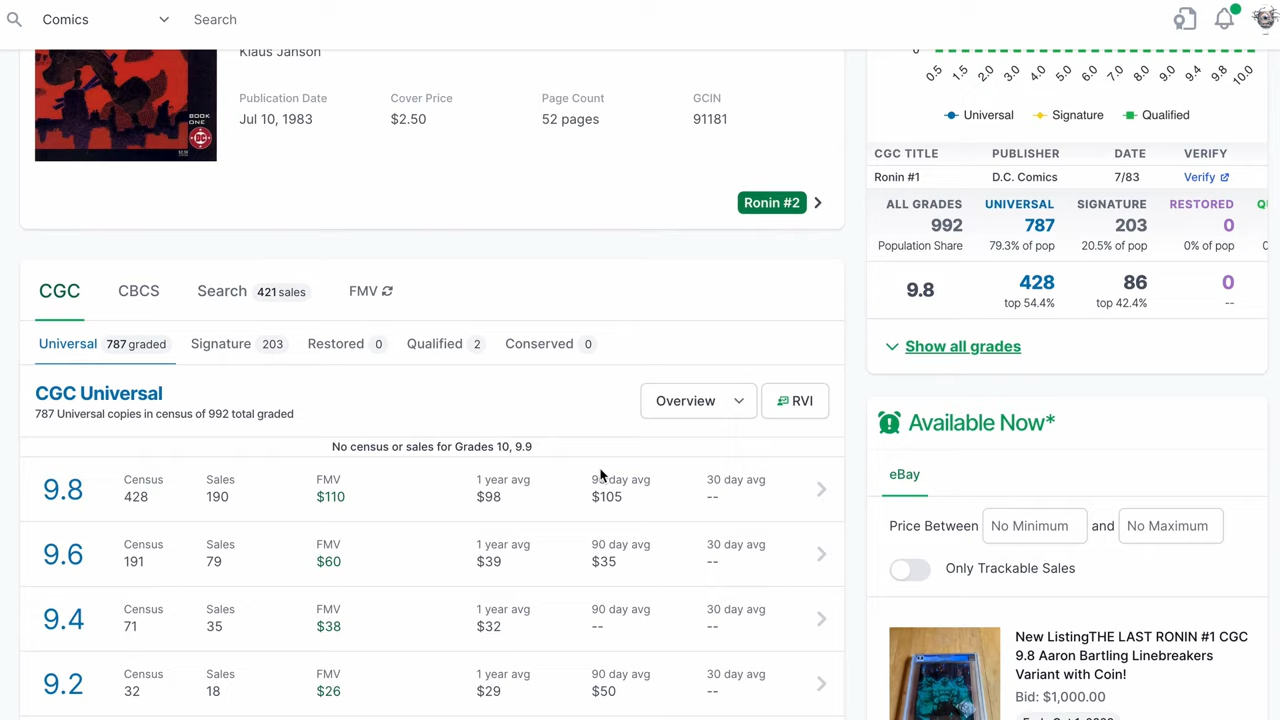 Comics
Search
Klaus Janson
Publication Date
Cover Price
Page Count
GCIN
Jul 10, 1983
$2.50
52 pages
91181
BOOK
ONE
DC
Ronin #2
CGC
CBCS
Search 421 sales
FMV
Universal 787 graded
Signature 203
Restored 0
Qualified 2
Conserved 0
CGC Universal
787 Universal copies in census of 992 total graded
Overview
RVI
No census or sales for Grades 10, 9.9
9.8
Census
428
Sales
190
FMV
$110
1 year avg
$98
90 day avg
$105
30 day avg
--
9.6
Census
191
Sales
79
FMV
$60
1 year avg
$39
90 day avg
$35
30 day avg
--
9.4
Census
71
Sales
35
FMV
$38
1 year avg
$32
90 day avg
--
30 day avg
--
9.2
Census
32
Sales
18
FMV
$26
1 year avg
$29
90 day avg
$50
30 day avg
--
0
0.5 1.5 2.0 3.0 4.0 5.0 6.0 7.0 8.0 9.0 9.4 9.8 10.0
Universal Signature Qualified
CGC TITLE PUBLISHER DATE VERIFY
Ronin #1 D.C. Comics 7/83 Verify
ALL GRADES UNIVERSAL SIGNATURE RESTORED
992 787 203 0
Population Share 79.3% of pop 20.5% of pop 0% of pop
9.8 428 86 0
top 54.4% top 42.4% --
Show all grades
Available Now*
eBay
Price Between No Minimum and No Maximum
Only Trackable Sales
New ListingTHE LAST RONIN #1 CGC
9.8 Aaron Bartling Linebreakers
Variant with Coin!
Bid: $1,000.00